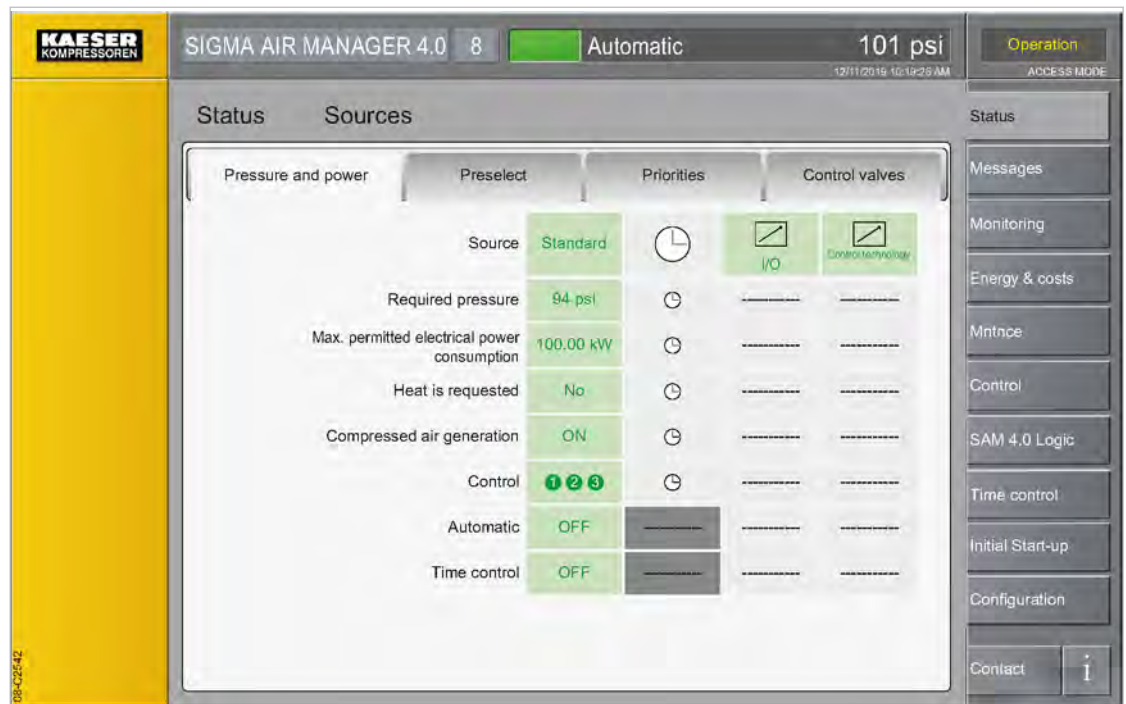 KAESER
KOMPRESSOREN
SIGMA AIR MANAGER 4.0 8 Automatic 101 psi
12/11/2019 10:19:26 AM
Operation
ACCESS MODE
Status Sources
Pressure and power Preselect Priorities Control valves
Source Standard
I/O
Control technology
Required pressure 94 psi ---------- ----------
Max. permitted electrical power
consumption 100.00 kW ---------- ----------
Heat is requested No ---------- ----------
Compressed air generation ON ---------- ----------
Control 1 2 3 ---------- ----------
Automatic OFF ---------- ---------- ----------
Time control OFF ---------- ---------- ----------
Status
Messages
Monitoring
Energy & costs
Mntnce
Control
SAM 4.0 Logic
Time control
Initial Start-up
Configuration
Contact i
08-C2542